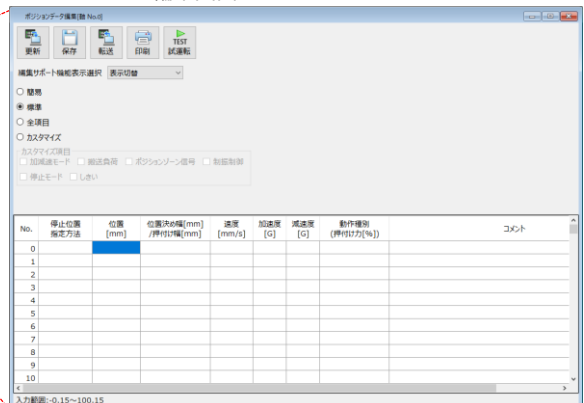 ポジションデータ編集[軸 No.0]
更新 保存 転送 印刷 TEST 試運転
編集サポート機能表示選択 表示切替
簡易
標準
全項目
カスタマイズ
カスタマイズ項目
加減速モード 搬送負荷 ポジションゾーン信号 制振制御
停止モード しきい
No. 停止位置 位置 位置決め幅[mm] 速度 加速度 減速度 動作種別 コメント
指定方法 [mm] /押付け幅[mm] [mm/s] [G] [G] (押付け力[%])
0
1
2
3
4
5
6
7
8
9
10
入力範囲:-0.15~100.15